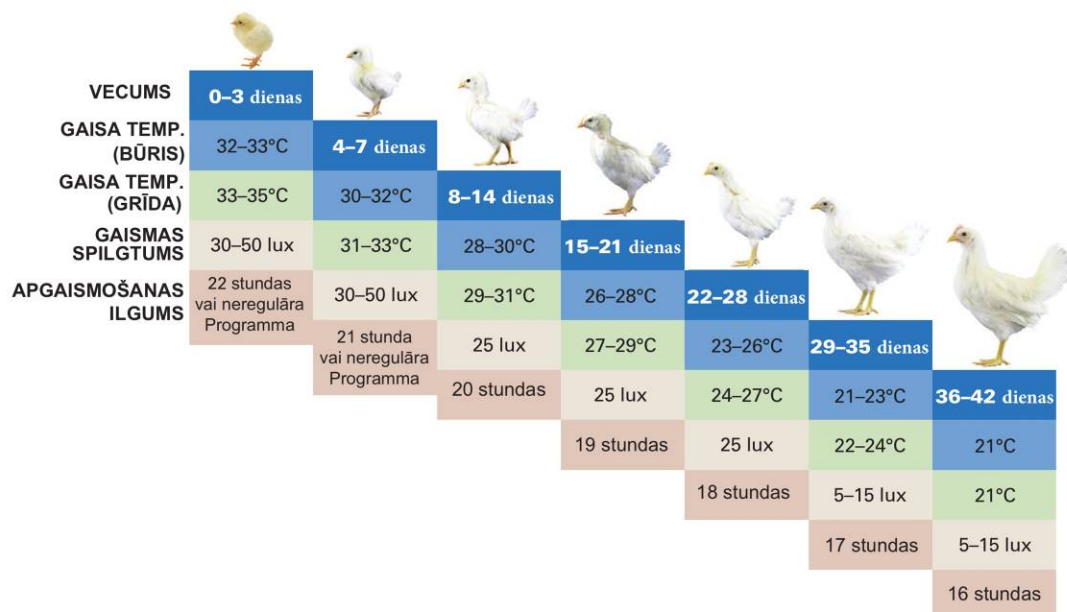 VECUMS
0–3 dienas
GAISA TEMP.
(BŪRIS)
32–33°C
4–7 dienas
GAISA TEMP.
(GRĪDA)
33–35°C
30–32°C
8–14 dienas
GAISMAS
SPILGTUMS
30–50 lux
31–33°C
28–30°C
15–21 dienas
APGAISMOŠANAS
ILGUMS
22 stundas
vai neregulāra
Programma
30–50 lux
29–31°C
26–28°C
22–28 dienas
21 stunda
vai neregulāra
Programma
25 lux
27–29°C
23–26°C
29–35 dienas
20 stundas
25 lux
24–27°C
21–23°C
36–42 dienas
19 stundas
25 lux
22–24°C
21°C
18 stundas
5–15 lux
21°C
17 stundas
5–15 lux
16 stundas